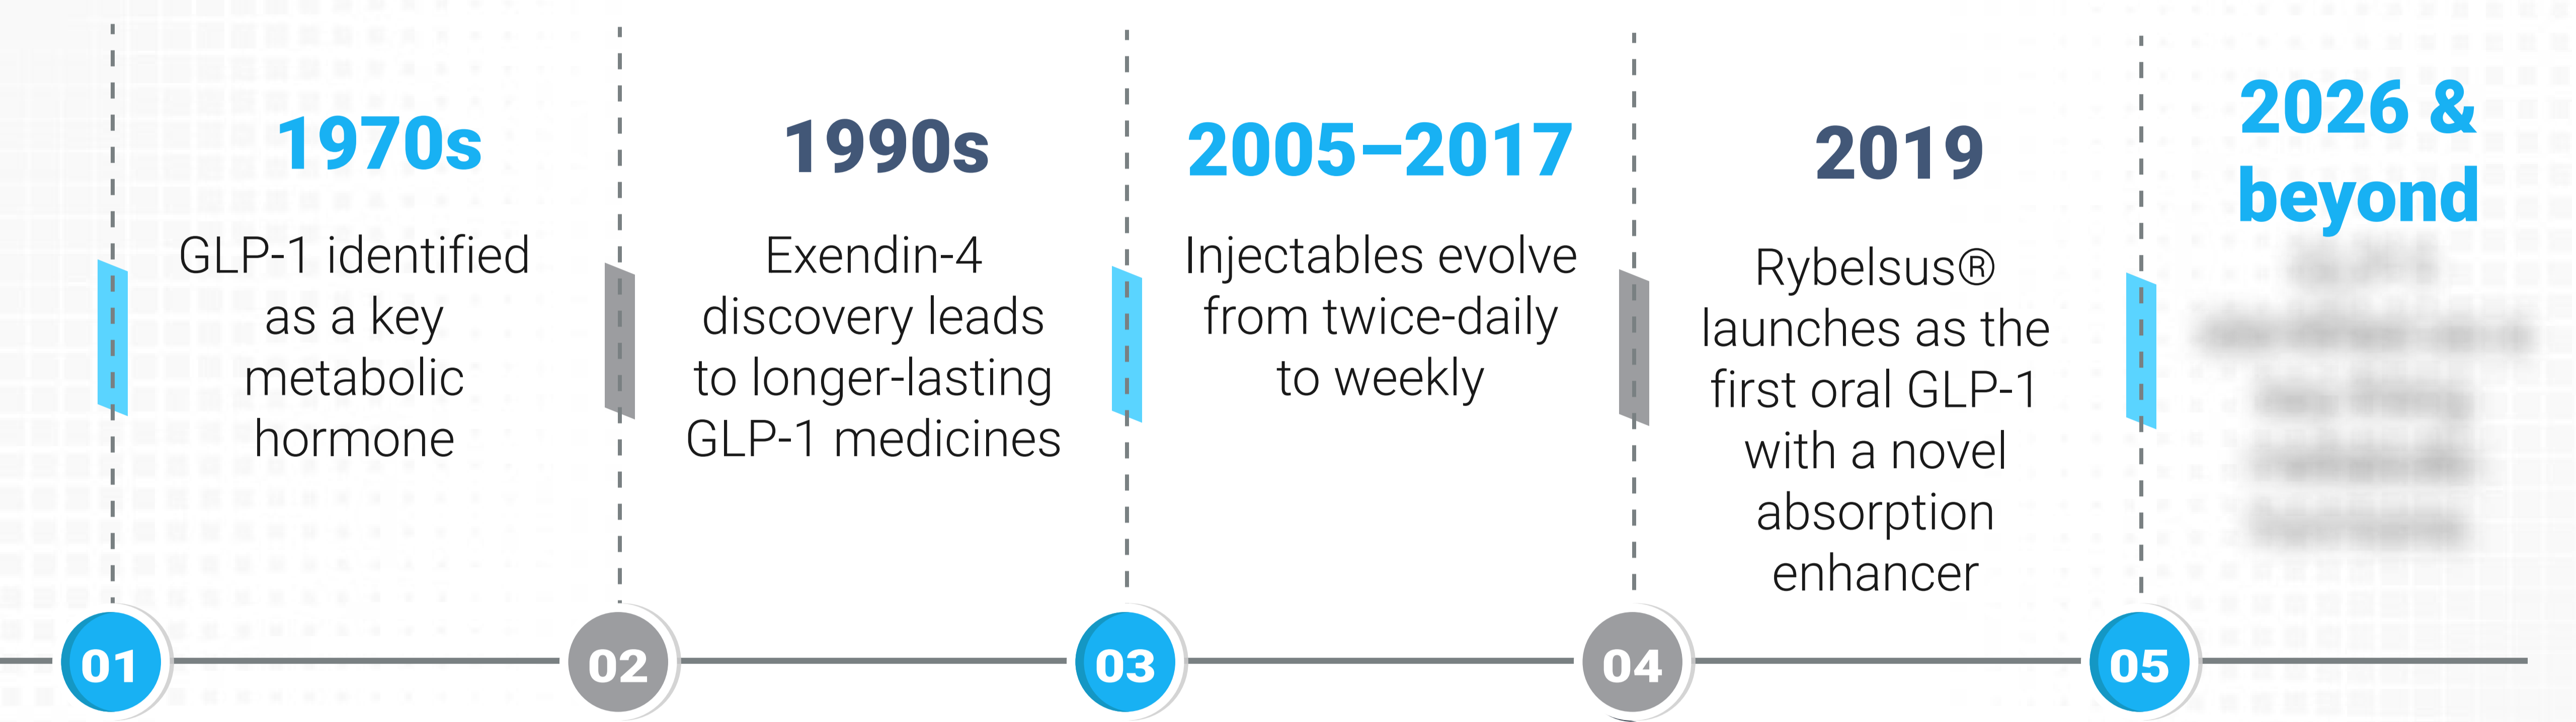 1970s
GLP-1 identified
as a key
metabolic
hormone
1990s
Exendin-4
discovery leads
to longer-lasting
GLP-1 medicines
2005–2017
Injectables evolve
from twice-daily
to weekly
2019
Rybelsus®
launches as the
first oral GLP-1
with a novel
absorption
enhancer
2026 &
beyond
01
02
03
04
05